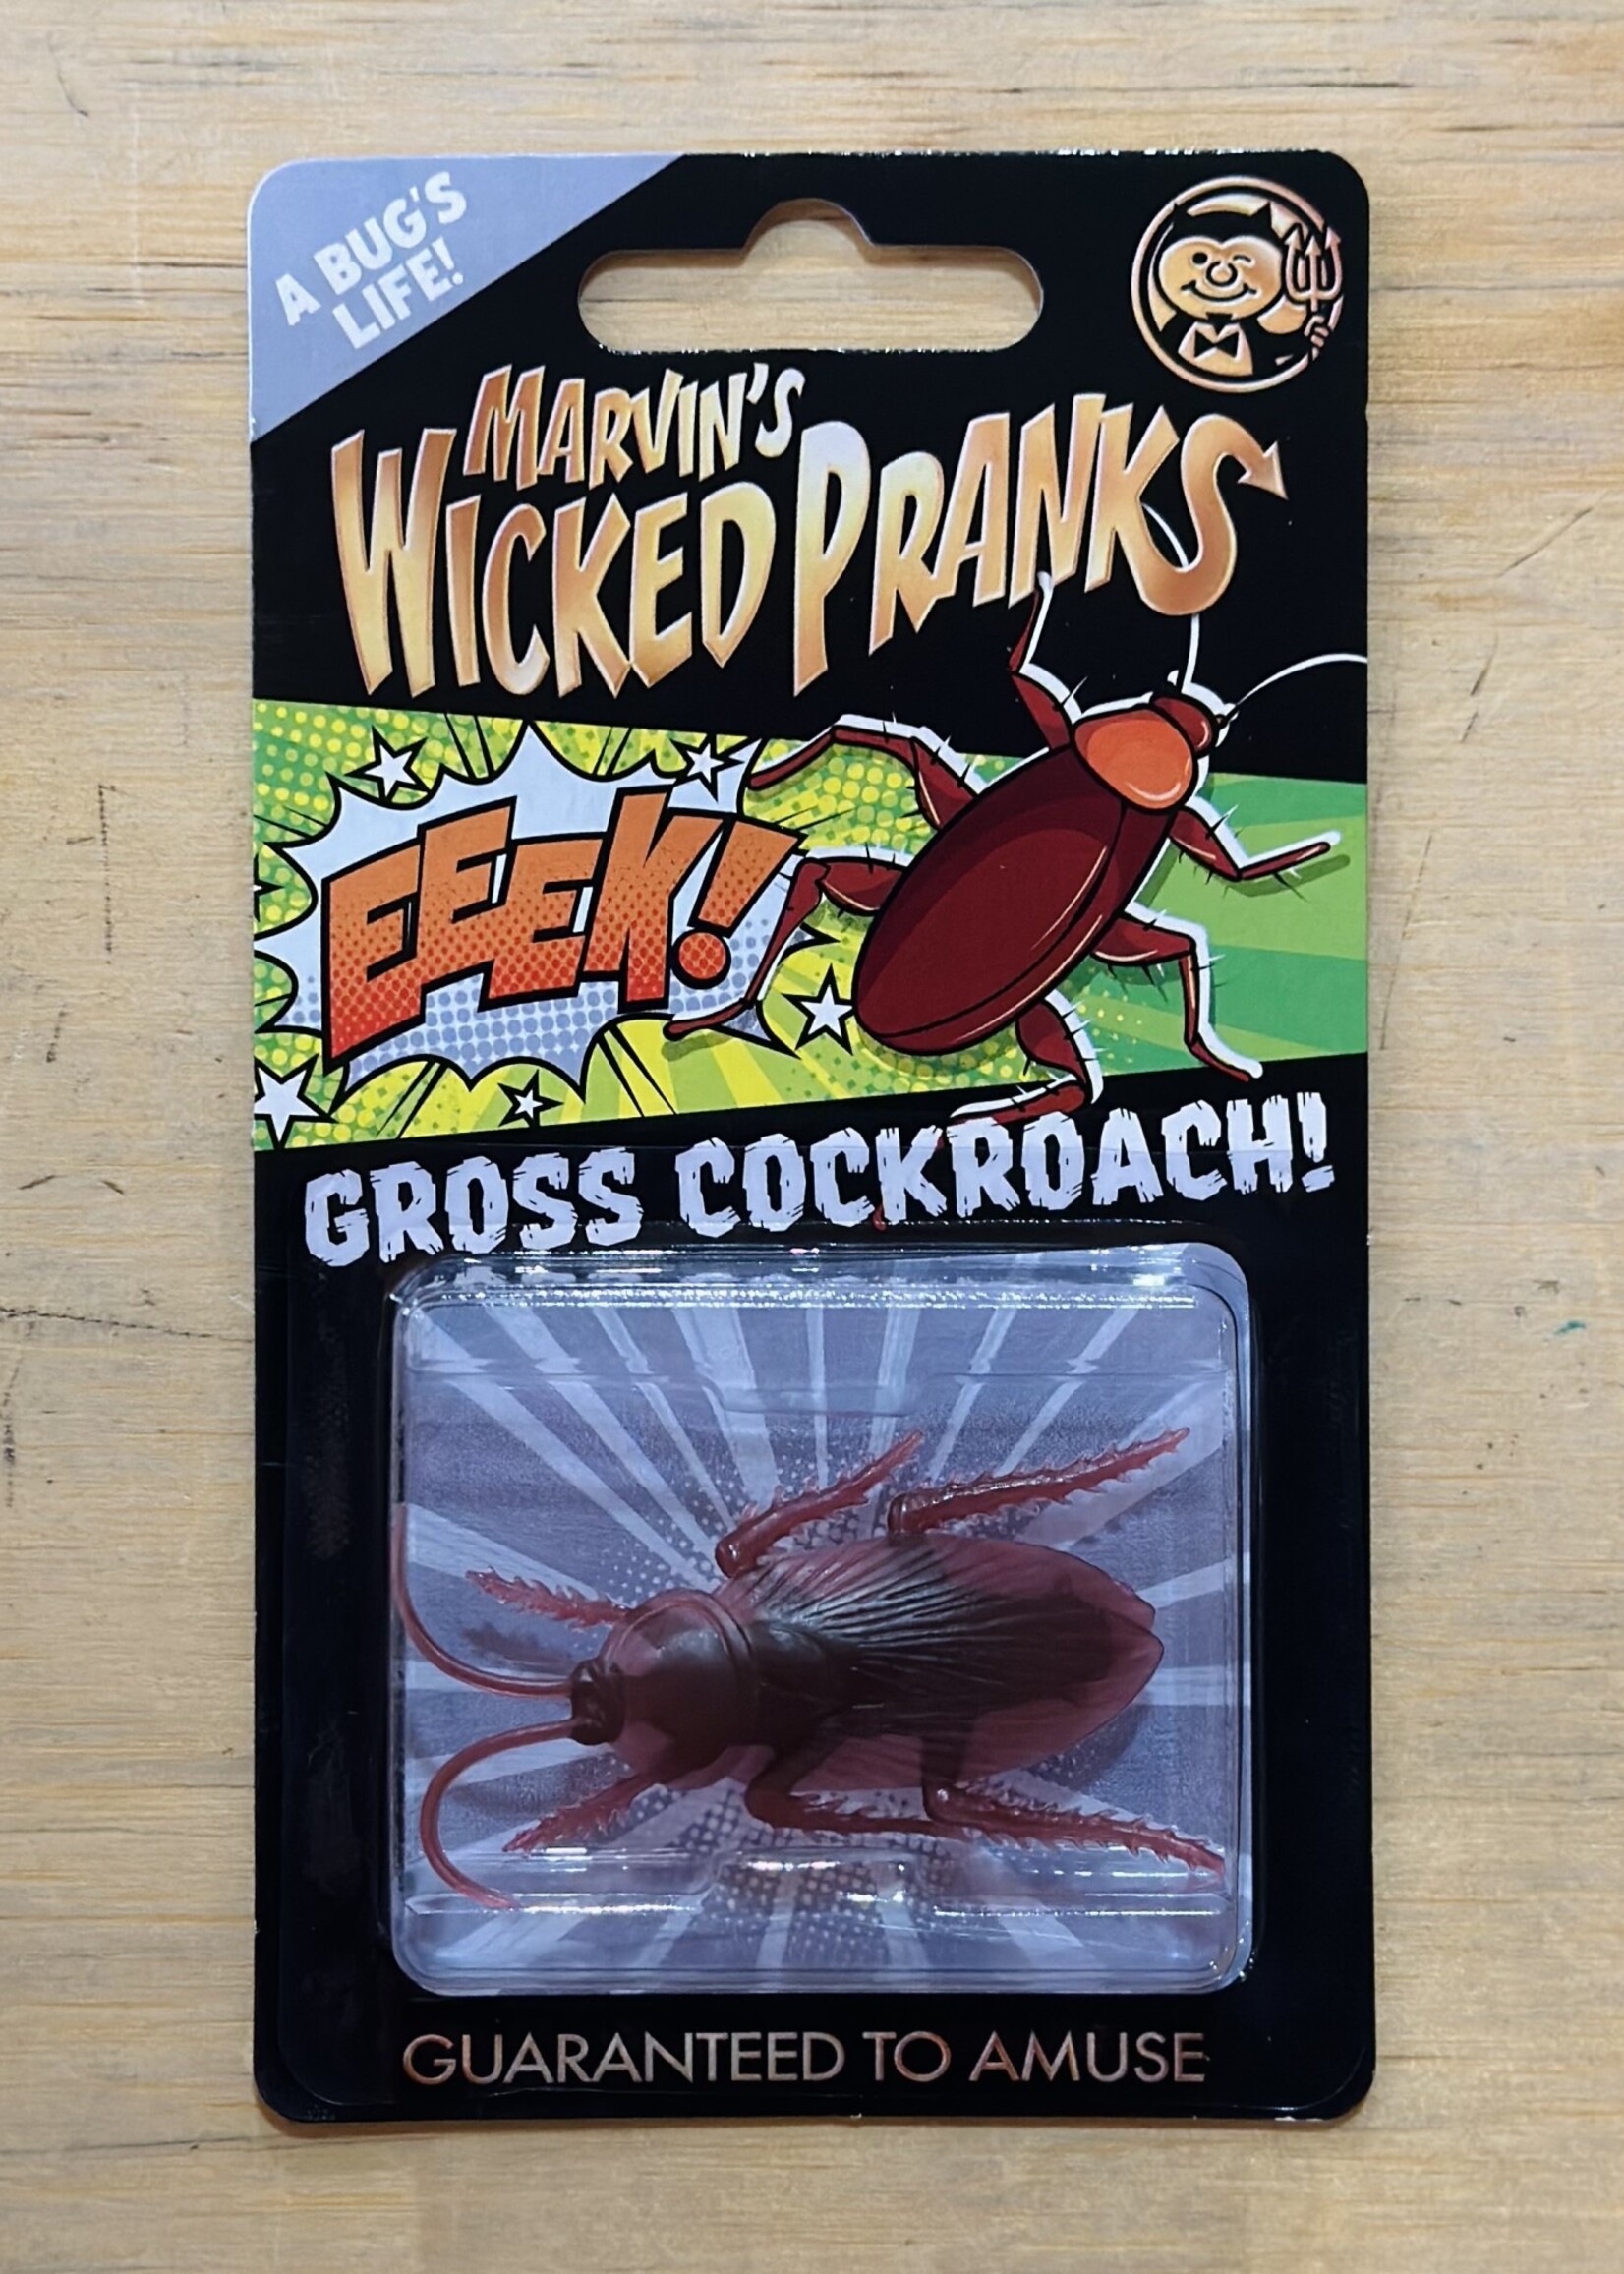 A BUG'S
LIFE!
MARVIN'S
WICKED PRANKS
EEEK!
GROSS COCKROACH!
GUARANTEED TO AMUSE